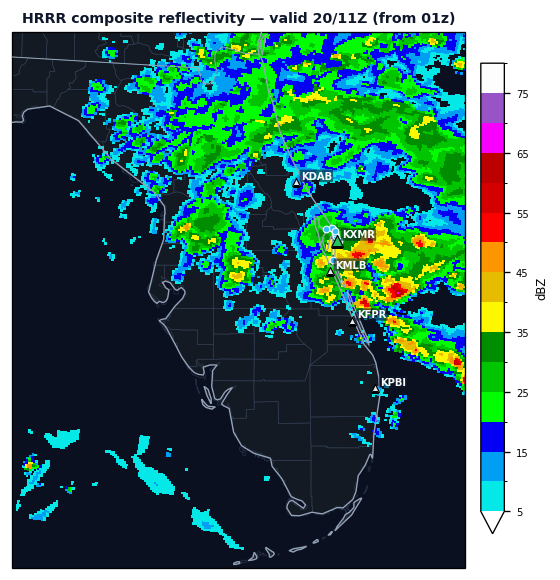 HRRR composite reflectivity — valid 20/11Z (from 01z)
75
65
55
45
35
25
15
5
dBZ
KDAB
KXMR
KMLB
KFPR
KPBI